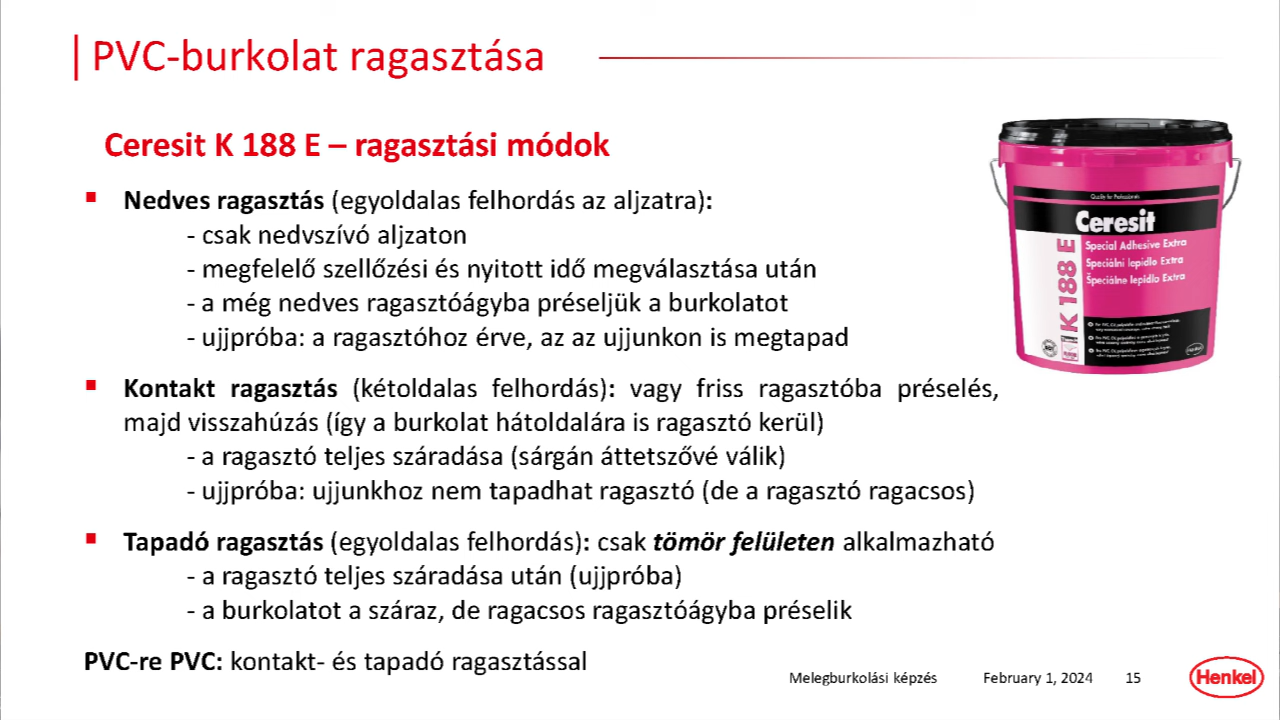 PVC-burkolat ragasztása
Ceresit K 188 E – ragasztási módok
▪ Nedves ragasztás (egyoldalas felhordás az aljzatra):
- csak nedvszívó aljzaton
- megfelelő szellőzési és nyitott idő megválasztása után
- a még nedves ragasztóágyba préseljük a burkolatot
- ujjpróba: a ragasztóhoz érve, az az ujjunkon is megtapad
▪ Kontakt ragasztás (kétoldalas felhordás): vagy friss ragasztóba préselés,
majd visszahúzás (így a burkolat hátoldalára is ragasztó kerül)
- a ragasztó teljes száradása (sárgán áttetszővé válik)
- ujjpróba: ujjunkhoz nem tapadhat ragasztó (de a ragasztó ragacsos)
▪ Tapadó ragasztás (egyoldalas felhordás): csak tömör felületen alkalmazható
- a ragasztó teljes száradása után (ujjpróba)
- a burkolatot a száraz, de ragacsos ragasztóágyba préselik
PVC-re PVC: kontakt- és tapadó ragasztással
Quality for Professionals
Ceresit
K 188 E
Special Adhesive Extra
Speciální lepidlo Extra
Špeciálne lepidlo Extra
Henkel
Melegburkolási képzés
February 1, 2024
15
Henkel